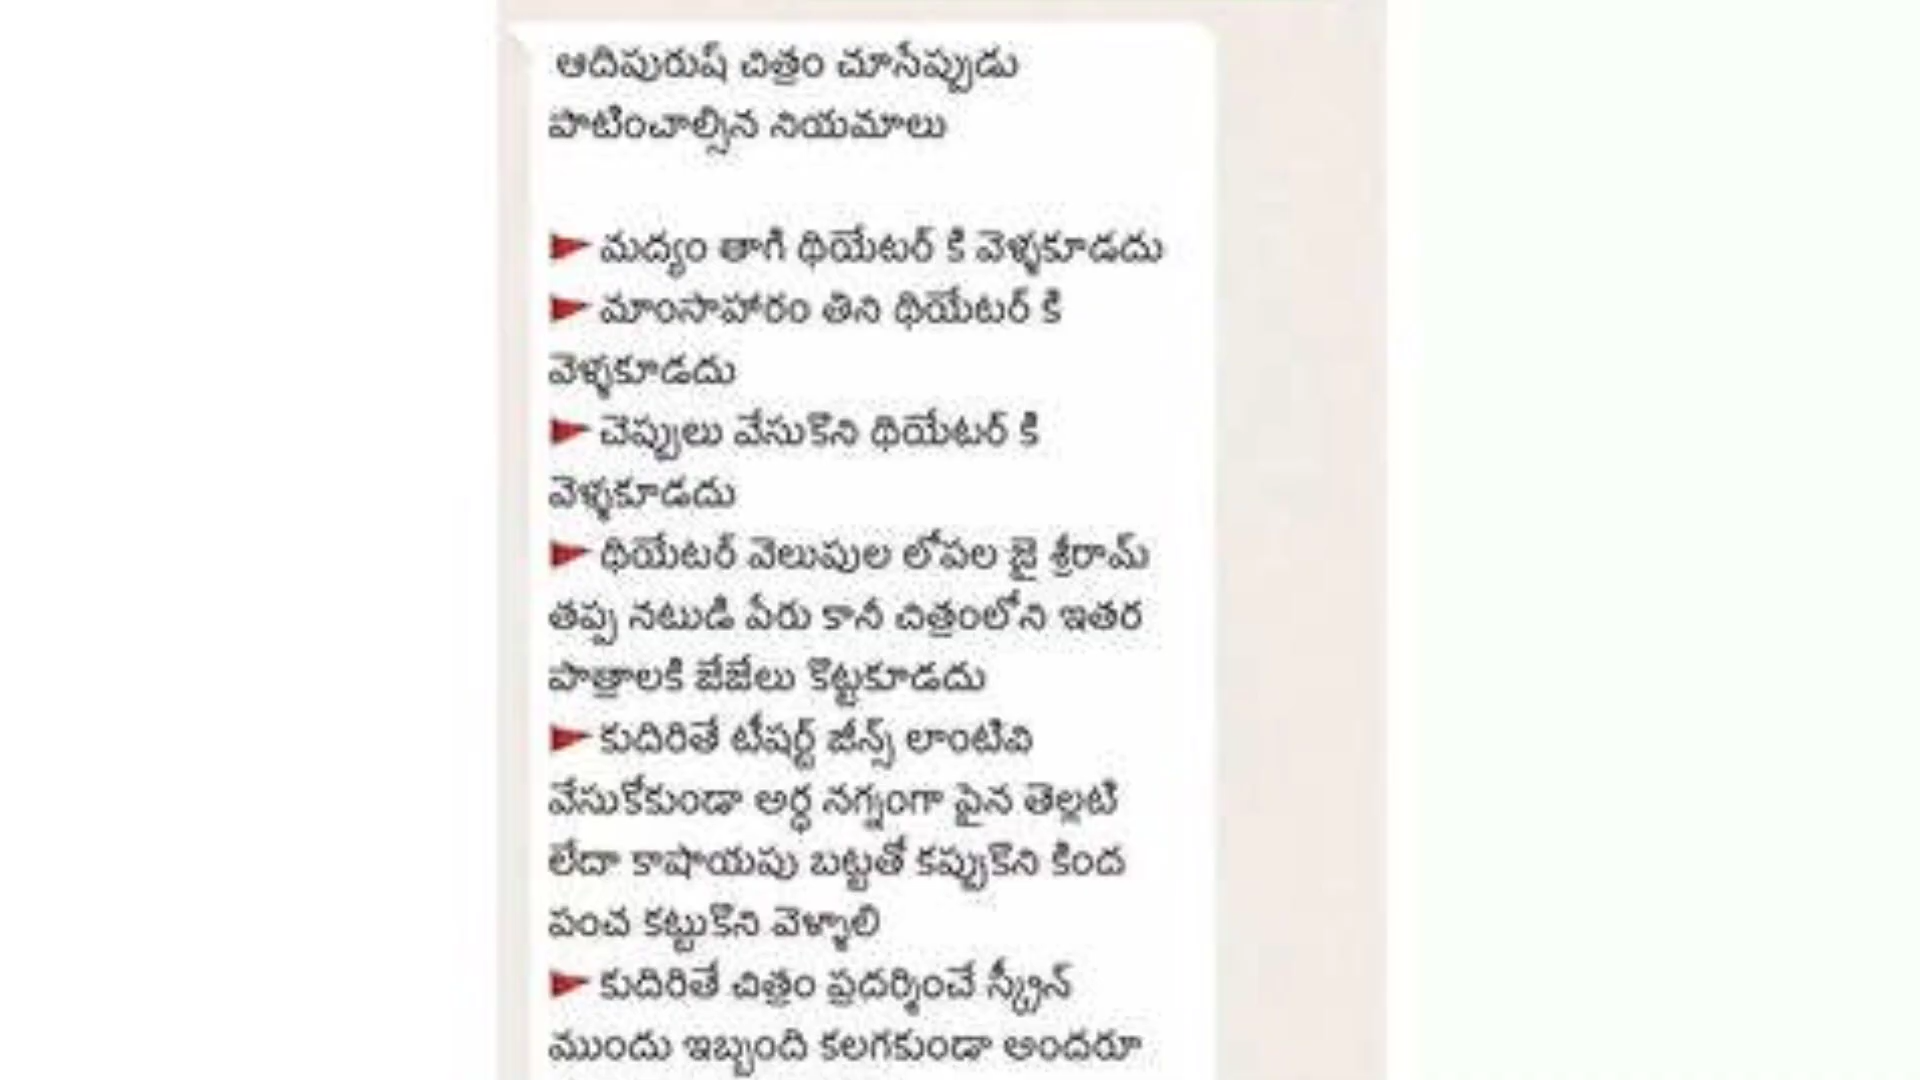 ఆదిపురుష్ చిత్రం చూసేప్పుడు
పాటించాల్సిన నియమాలు
మద్యం తాగి థియేటర్ కి వెళ్ళకూడదు
మాంసాహారం తిని థియేటర్ కి
వెళ్ళకూడదు
చెప్పులు వేసుకొని థియేటర్ కి
వెళ్ళకూడదు
థియేటర్ వెలుపుల లోపల జై శ్రీరామ్
తప్ప నటుడి పేరు కానీ చిత్రంలోని ఇతర
పాత్రాలకి జేజేలు కొట్టకూడదు
కుదిరితే టీషర్ట్ జీన్స్ లాంటివి
వేసుకోకుండా అర్ధ నగ్నంగా పైన తెల్లటి
లేదా కాషాయపు బట్టతో కప్పుకొని కింద
పంచ కట్టుకొని వెళ్ళాలి
కుదిరితే చిత్రం ప్రదర్శించే స్క్రీన్
ముందు ఇబ్బంది కలగకుండా అందరూ